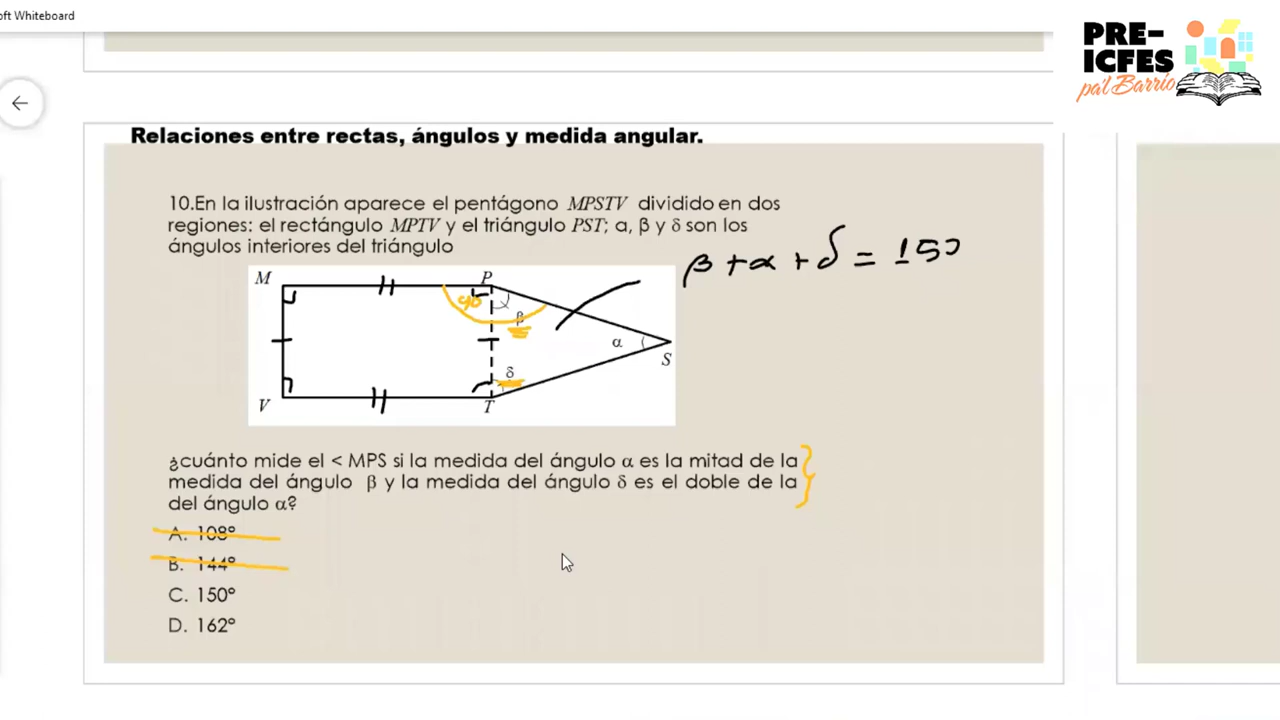 oft Whiteboard
PRE-
ICFES
pa'l Barrio
Relaciones entre rectas, ángulos y medida angular.
10.En la ilustración aparece el pentágono MPSTV dividido en dos
regiones: el rectángulo MPTV y el triángulo PST; α, β y δ son los
ángulos interiores del triángulo
β + α + δ =
M
P
90
β
α
S
δ
V
T
¿cuánto mide el < MPS si la medida del ángulo α es la mitad de la
medida del ángulo β y la medida del ángulo δ es el doble de la
del ángulo α?
A. 108°
B. 144°
C. 150°
D. 162°